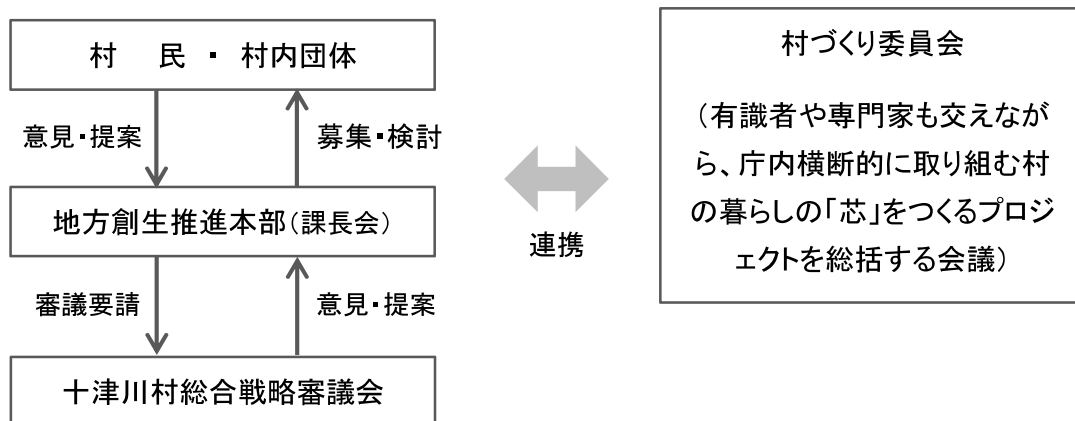 村　民 ・ 村内団体
意見・提案
募集・検討
地方創生推進本部（課長会）
審議要請
意見・提案
十津川村総合戦略審議会
連携
村づくり委員会
（有識者や専門家も交えなが
ら、庁内横断的に取り組む村
の暮らしの「芯」をつくるプロジ
ェクトを総括する会議）